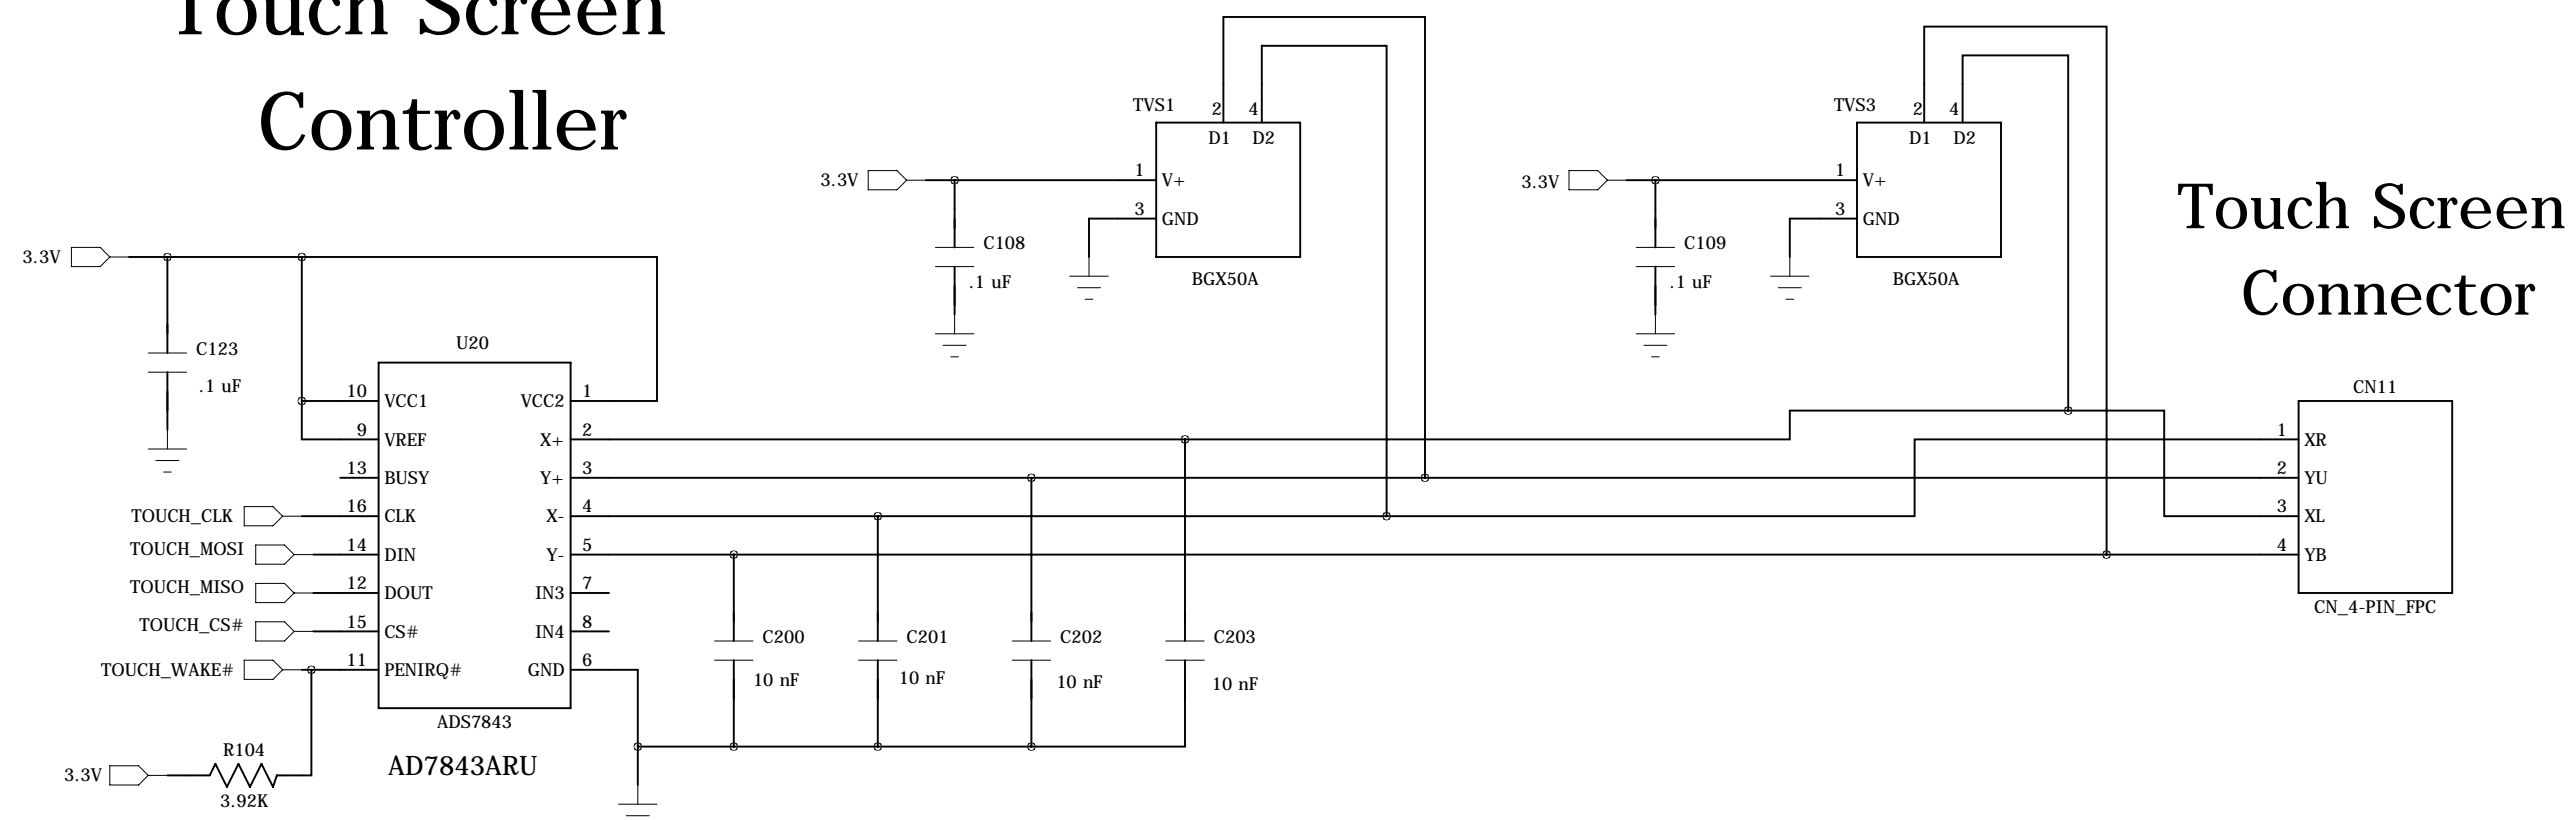 Touch Screen
Controller
3.3V
C123
.1 uF
U20
10 VCC1
9 VREF
13 BUSY
TOUCH_CLK 16 CLK
TOUCH_MOSI 14 DIN
TOUCH_MISO 12 DOUT
TOUCH_CS# 15 CS#
TOUCH_WAKE# 11 PENIRQ#
VCC2 1
X+ 2
Y+ 3
X- 4
Y- 5
IN3 7
IN4 8
GND 6
ADS7843
AD7843ARU
3.3V
R104
3.92K
C200
10 nF
C201
10 nF
C202
10 nF
C203
10 nF
TVS1
2 4
D1 D2
3.3V
1 V+
3 GND
C108
.1 uF
BGX50A
TVS3
2 4
D1 D2
3.3V
1 V+
3 GND
C109
.1 uF
BGX50A
Touch Screen
Connector
CN11
1 XR
2 YU
3 XL
4 YB
CN_4-PIN_FPC